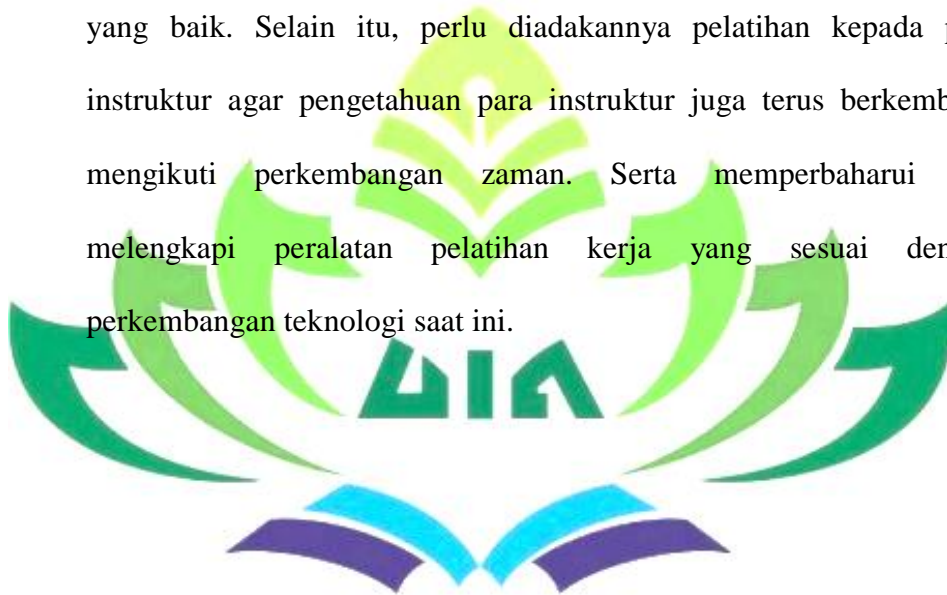 yang baik. Selain itu, perlu diadakannya pelatihan kepada
instruktur agar pengetahuan para instruktur juga terus
mengikuti perkembangan zaman. Serta memperbaharui
melengkapi peralatan pelatihan kerja yang sesuai
perkembangan teknologi saat ini.